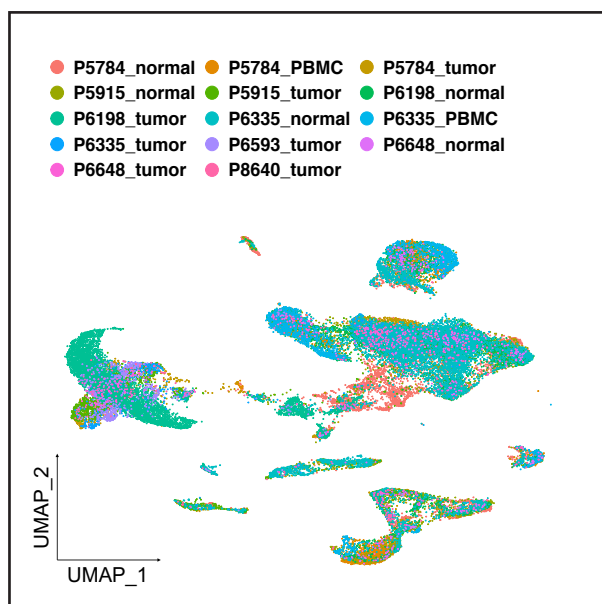 P5784_normal P5784_PBMC P5784_tumor
P5915_normal P5915_tumor P6198_normal
P6198_tumor P6335_normal P6335_PBMC
P6335_tumor P6593_tumor P6648_normal
P6648_tumor P8640_tumor
UMAP_2
UMAP_1